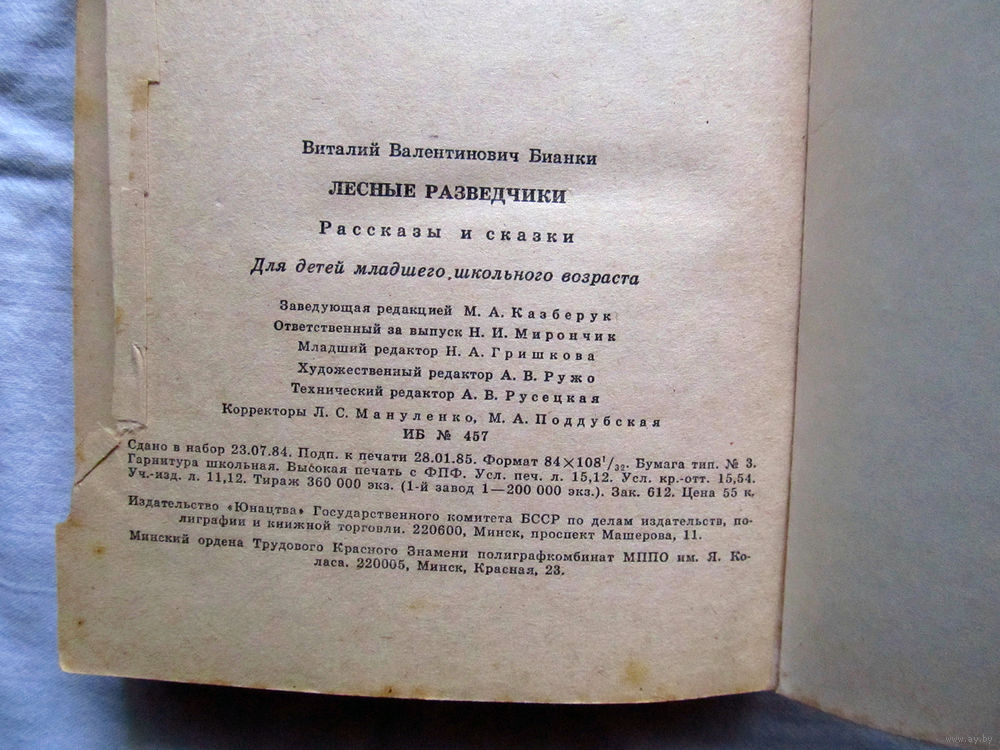 Виталий Валентинович Бианки
ЛЕСНЫЕ РАЗВЕДЧИКИ
Рассказы и сказки
Для детей младшего школьного возраста
Заведующая редакцией М. А. Казберук
Ответственный за выпуск Н. И. Мирончик
Младший редактор Н. А. Гришкова
Художественный редактор А. В. Ружо
Технический редактор А. В. Русецкая
Корректоры Л. С. Мануленко, М. А. Поддубская
ИБ № 457
Сдано в набор 23.07.84. Подп. к печати 28.01.85. Формат 84×108¹/₃₂. Бумага тип. № 3.
Гарнитура школьная. Высокая печать с ФПФ. Усл. печ. л. 15,12. Усл. кр.-отт. 15,54.
Уч.-изд. л. 11,12. Тираж 360 000 экз. (1-й завод 1—200 000 экз.). Зак. 612. Цена 55 к.
Издательство «Юнацтва» Государственного комитета БССР по делам издательств, по-
лиграфии и книжной торговли. 220600, Минск, проспект Машерова, 11.
Минский ордена Трудового Красного Знамени полиграфкомбинат МППО им. Я. Ко-
ласа. 220005, Минск, Красная, 23.
www.ay.by